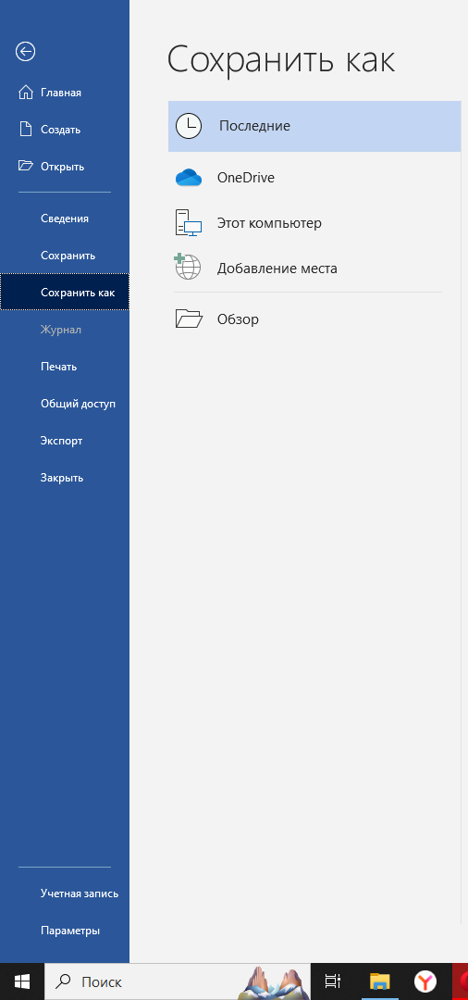 Сохранить как
Главная
Создать
Открыть
Сведения
Сохранить
Сохранить как
Журнал
Печать
Общий доступ
Экспорт
Закрыть
Учетная запись
Параметры
Последние
OneDrive
Этот компьютер
Добавление места
Обзор
Поиск